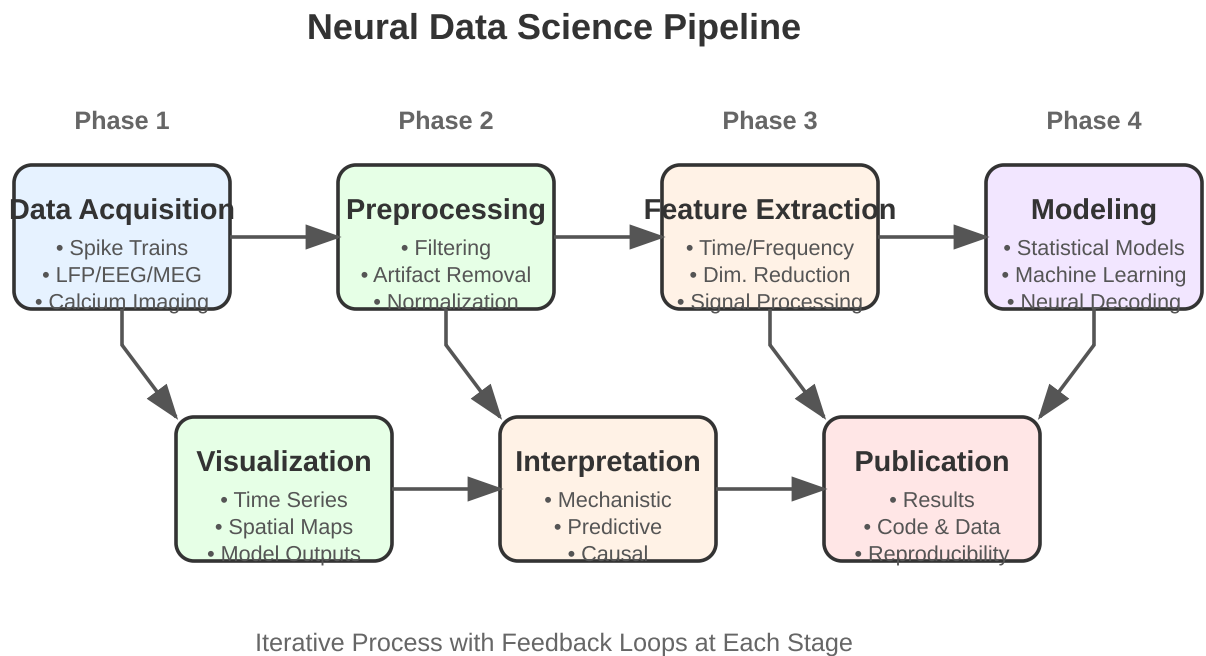 Neural Data Science Pipeline
Phase 1
Phase 2
Phase 3
Phase 4
Data Acquisition
• Spike Trains
• LFP/EEG/MEG
• Calcium Imaging
Preprocessing
• Filtering
• Artifact Removal
• Normalization
Feature Extraction
• Time/Frequency
• Dim. Reduction
• Signal Processing
Modeling
• Statistical Models
• Machine Learning
• Neural Decoding
Visualization
• Time Series
• Spatial Maps
• Model Outputs
Interpretation
• Mechanistic
• Predictive
• Causal
Publication
• Results
• Code & Data
• Reproducibility
Iterative Process with Feedback Loops at Each Stage